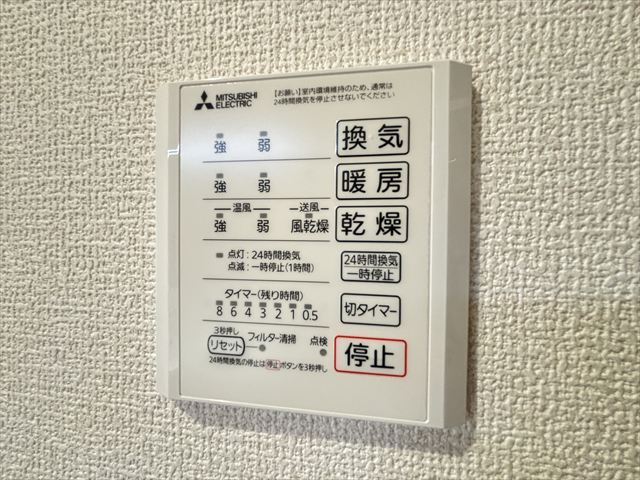 MITSUBISHI
ELECTRIC
【お願い】室内環境維持のため、通常は
24時間換気を停止させないでください
強 弱 換気
強 弱 暖房
温風 送風
強 弱 風乾燥 乾燥
点灯：24時間換気
点滅：一時停止（1時間）
24時間換気
一時停止
タイマー（残り時間）
8 6 4 3 2 1 0.5
切タイマー
3秒押し
リセット フィルター清掃 点検
停止
24時間換気の停止は停止ボタンを3秒押し